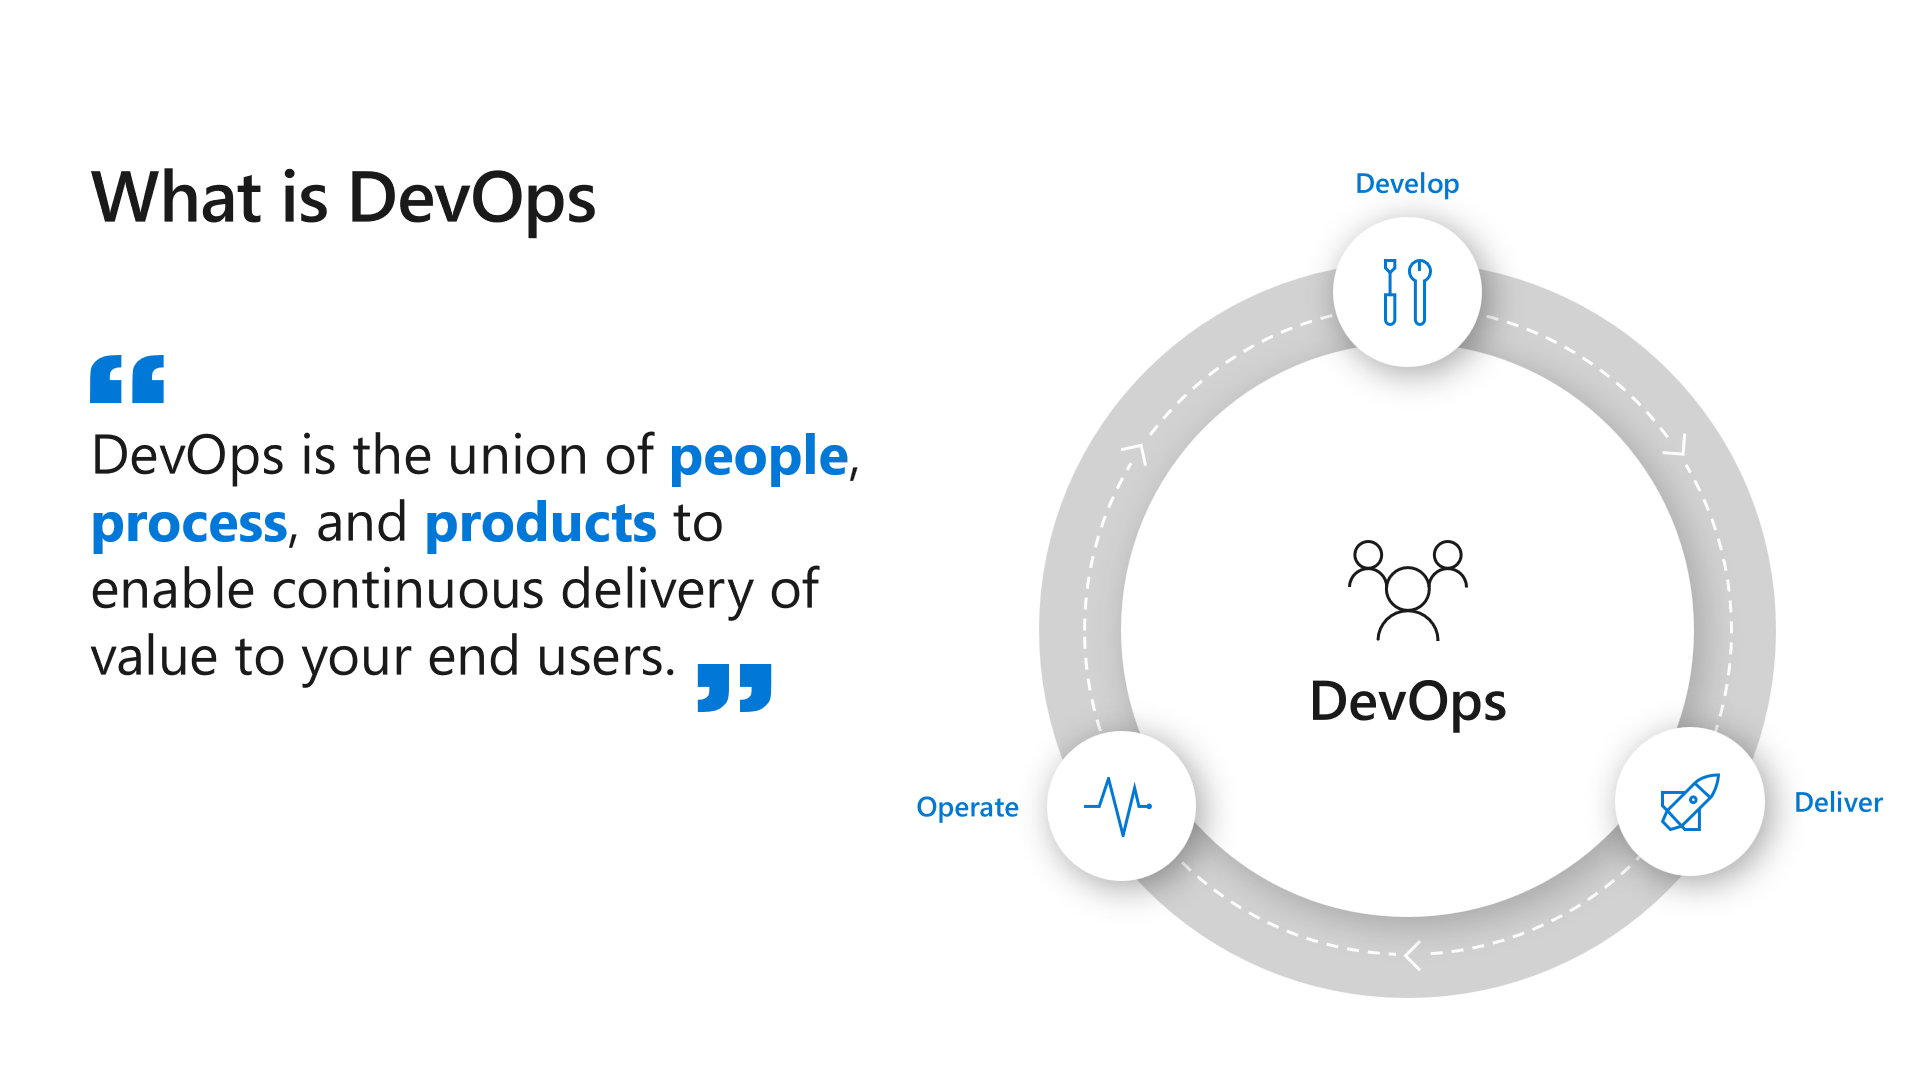 What is DevOps
“
DevOps is the union of people,
process, and products to
enable continuous delivery of
value to your end users. ”
Develop
DevOps
Operate
Deliver